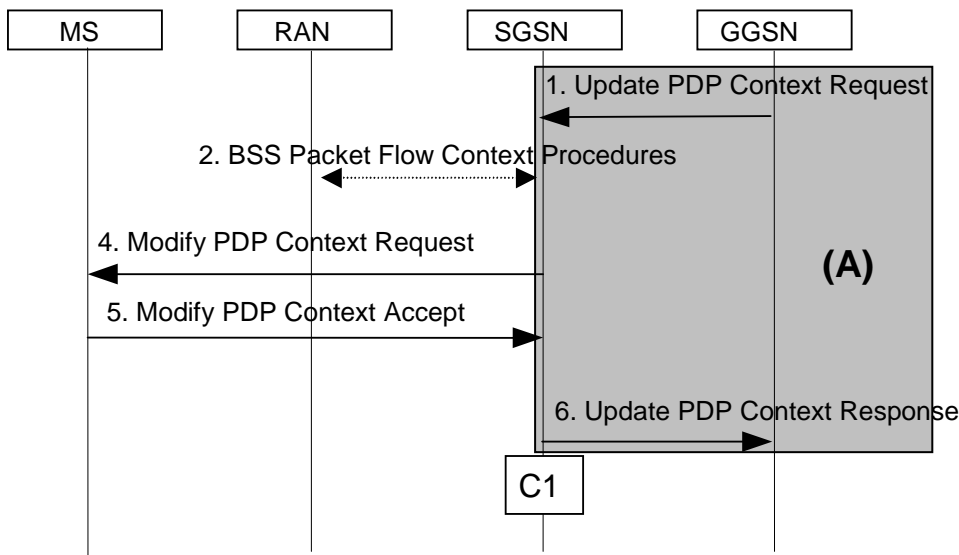 MS
RAN
SGSN
GGSN
1. Update PDP Context Request
2. BSS Packet Flow Context Procedures
4. Modify PDP Context Request
(A)
5. Modify PDP Context Accept
6. Update PDP Context Response
C1